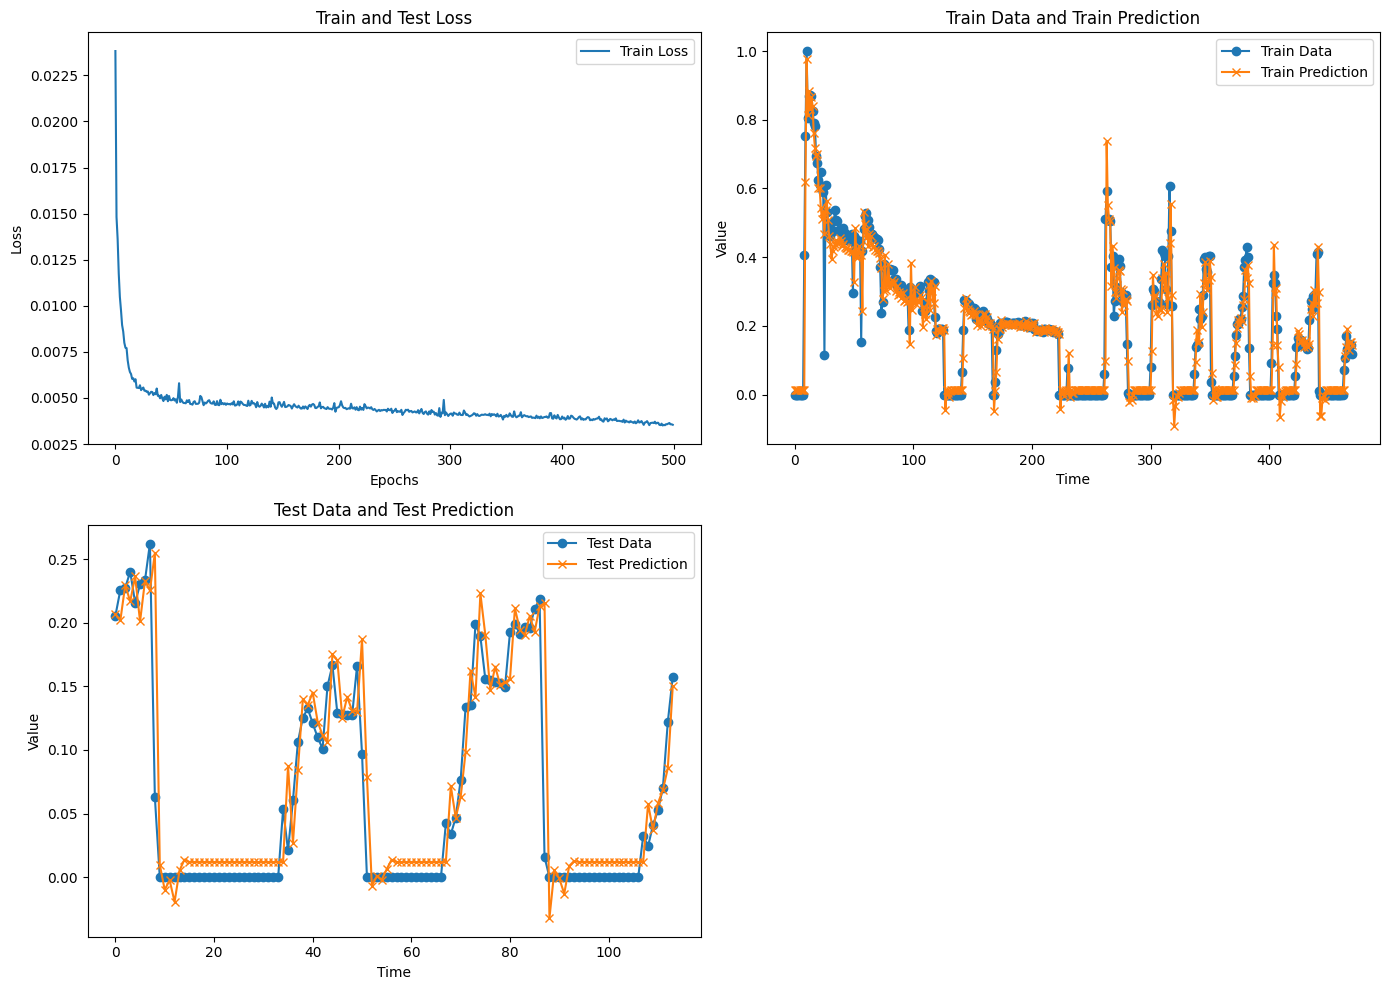 Train and Test Loss
Train Loss
0.0225
0.0200
0.0175
0.0150
0.0125
0.0100
0.0075
0.0050
0.0025
Loss
0 100 200 300 400 500
Epochs
Train Data and Train Prediction
Train Data
Train Prediction
1.0
0.8
0.6
0.4
0.2
0.0
Value
0 100 200 300 400
Time
Test Data and Test Prediction
Test Data
Test Prediction
0.25
0.20
0.15
0.10
0.05
0.00
Value
0 20 40 60 80 100
Time